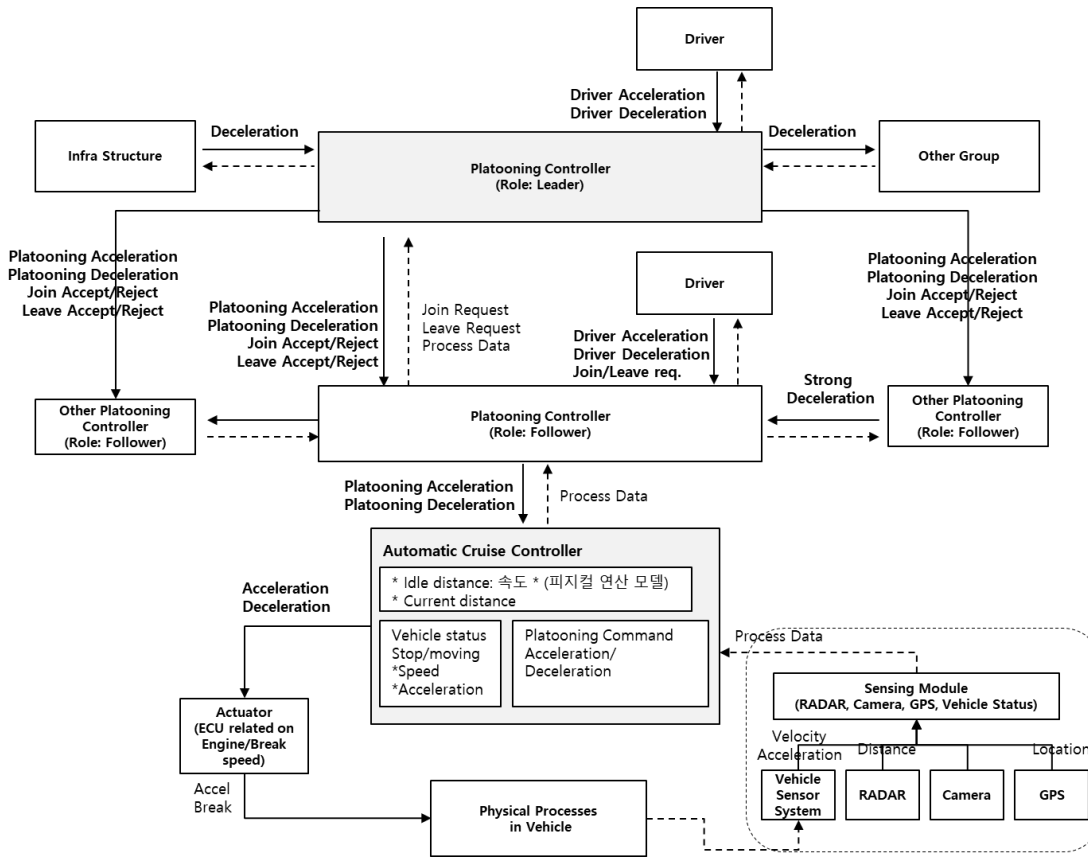 Driver
Driver Acceleration
Driver Deceleration
Deceleration
Infra Structure
Platooning Controller
(Role: Leader)
Deceleration
Other Group
Platooning Acceleration
Platooning Deceleration
Join Accept/Reject
Leave Accept/Reject
Platooning Acceleration
Platooning Deceleration
Join Accept/Reject
Leave Accept/Reject
Join Request
Leave Request
Process Data
Driver
Driver Acceleration
Driver Deceleration
Join/Leave req.
Platooning Acceleration
Platooning Deceleration
Join Accept/Reject
Leave Accept/Reject
Other Platooning
Controller
(Role: Follower)
Platooning Controller
(Role: Follower)
Strong
Deceleration
Other Platooning
Controller
(Role: Follower)
Platooning Acceleration
Platooning Deceleration
Process Data
Automatic Cruise Controller
* Idle distance: 속도 * (피지컬 연산 모델)
* Current distance
Vehicle status
Stop/moving
*Speed
*Acceleration
Platooning Command
Acceleration/
Deceleration
Acceleration
Deceleration
Process Data
Sensing Module
(RADAR, Camera, GPS, Vehicle Status)
Velocity
Acceleration
Distance
Location
Vehicle
Sensor
System
RADAR
Camera
GPS
Actuator
(ECU related on
Engine/Break
speed)
Accel
Break
Physical Processes
in Vehicle